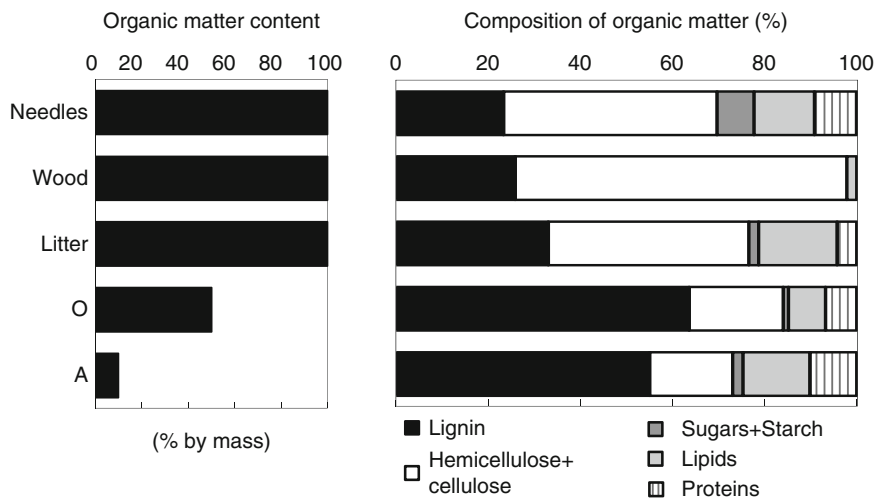 Organic matter content
0 20 40 60 80 100
Needles
Wood
Litter
O
A
(% by mass)
Composition of organic matter (%)
0 20 40 60 80 100
Lignin
Hemicellulose+
cellulose
Sugars+Starch
Lipids
Proteins